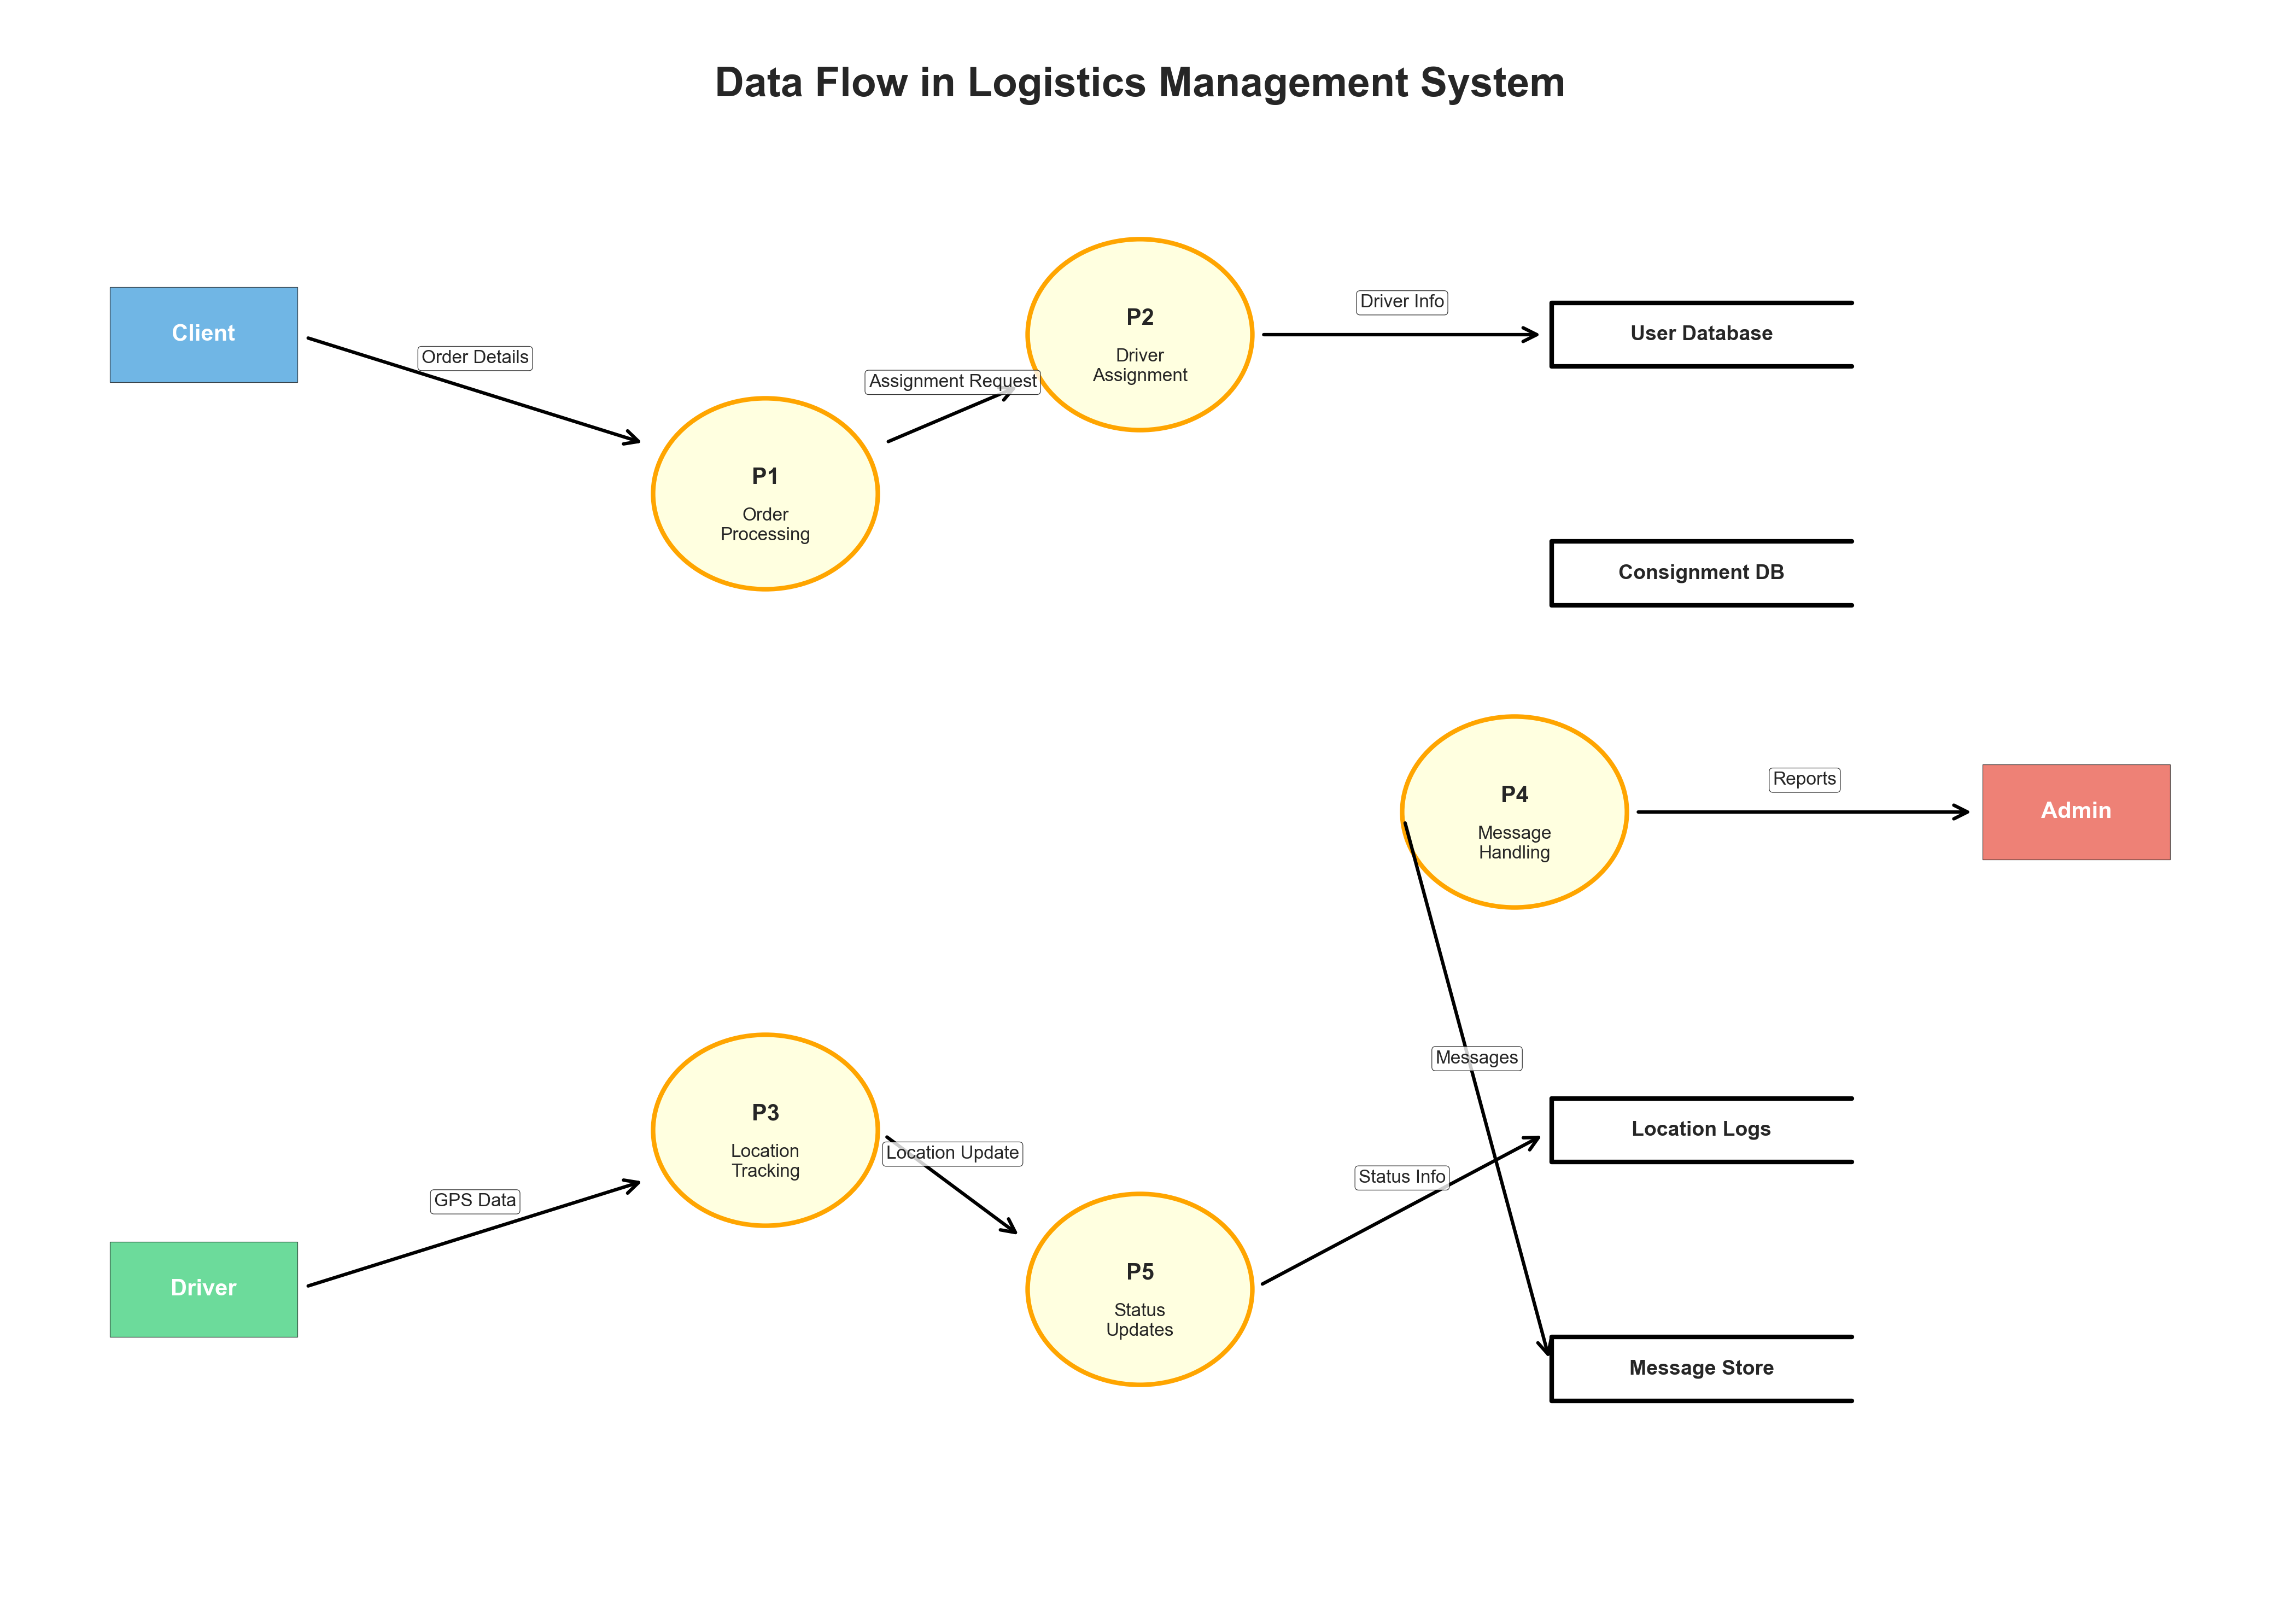 Data Flow in Logistics Management System
Client
Order Details
P1
Order
Processing
Assignment Request
P2
Driver
Assignment
Driver Info
User Database
Consignment DB
P4
Message
Handling
Reports
Admin
Messages
Driver
GPS Data
P3
Location
Tracking
Location Update
P5
Status
Updates
Status Info
Location Logs
Message Store